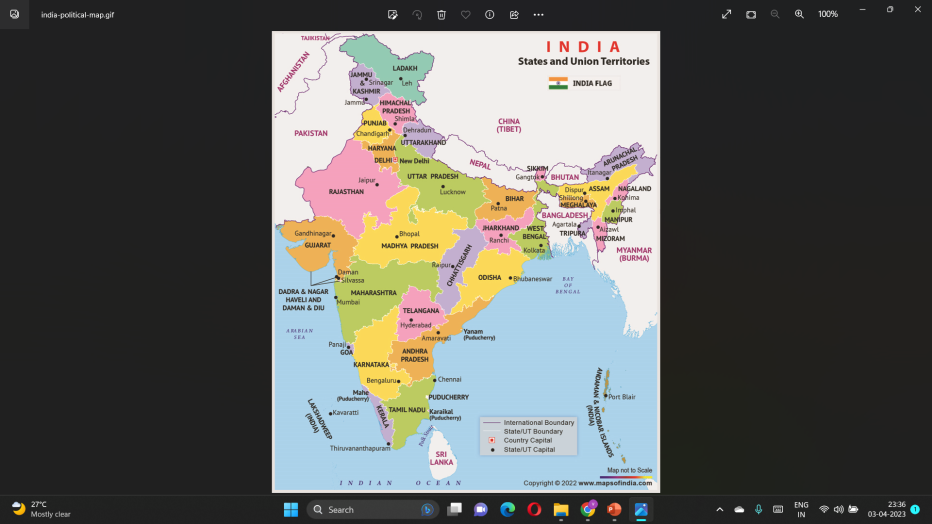 india-political-map.gif
100%
INDIA
States and Union Territories
INDIA FLAG
TAJIKISTAN
AFGHANISTAN
PAKISTAN
CHINA
(TIBET)
NEPAL
BHUTAN
BANGLADESH
MYANMAR
(BURMA)
SRI
LANKA
LADAKH
Leh
JAMMU
&
KASHMIR
Srinagar
Jammu
HIMACHAL
PRADESH
Shimla
PUNJAB
Chandigarh
Dehradun
UTTARAKHAND
HARYANA
DELHI
New Delhi
UTTAR PRADESH
Lucknow
RAJASTHAN
Jaipur
BIHAR
Patna
SIKKIM
Gangtok
ARUNACHAL
PRADESH
Itanagar
Dispur
ASSAM
NAGALAND
Kohima
Shillong
MEGHALAYA
Imphal
MANIPUR
Agartala
TRIPURA
Aizawl
MIZORAM
JHARKHAND
Ranchi
WEST
BENGAL
Kolkata
Gandhinagar
GUJARAT
Bhopal
MADHYA PRADESH
Raipur
CHHATTISGARH
ODISHA
Bhubaneswar
Daman
Silvassa
DADRA & NAGAR
HAVELI AND
DAMAN & DIU
MAHARASHTRA
Mumbai
TELANGANA
Hyderabad
Amaravati
Yanam
(Puducherry)
ANDHRA
PRADESH
Panaji
GOA
KARNATAKA
Bengaluru
Chennai
Mahe
(Puducherry)
PUDUCHERRY
TAMIL NADU
Karaikal
(Puducherry)
KERALA
Thiruvananthapuram
LAKSHADWEEP
(INDIA)
Kavaratti
ANDAMAN & NICOBAR ISLANDS
(INDIA)
Port Blair
BAY
OF
BENGAL
ARABIAN
SEA
Palk Strait
INDIAN OCEAN
International Boundary
State/UT Boundary
Country Capital
State/UT Capital
Map not to Scale
Copyright © 2022 www.mapsofindia.com
27°C
Mostly clear
Search
ENG
IN
23:36
03-04-2023